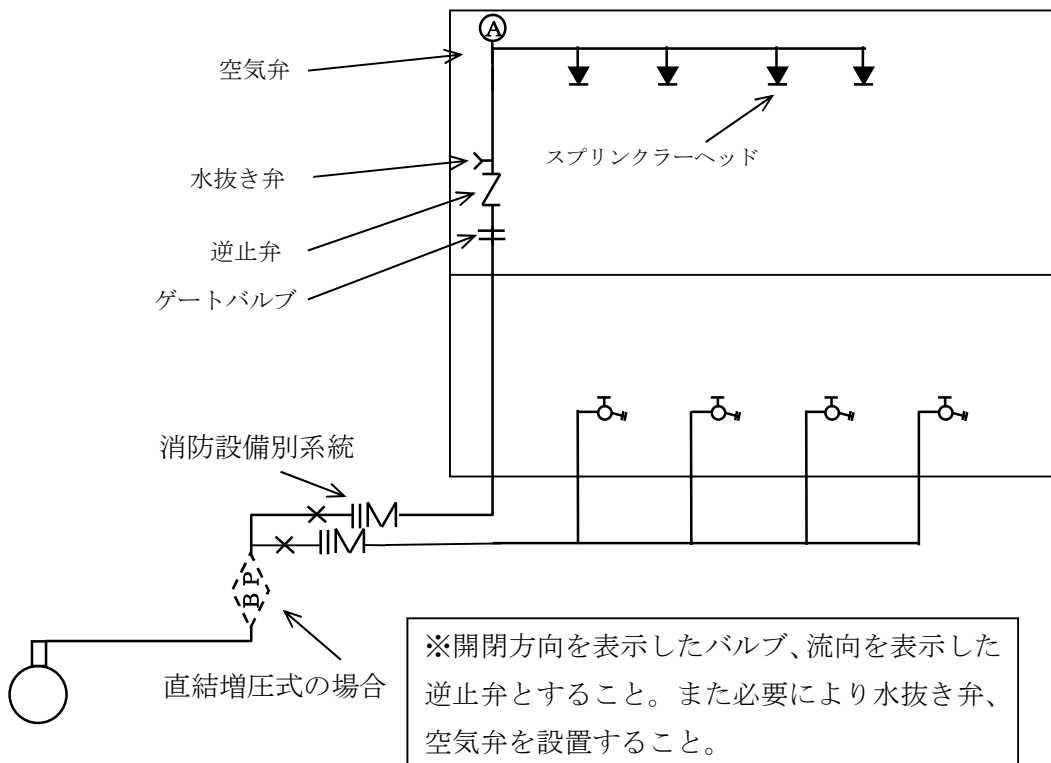 A
空気弁
スプリンクラーヘッド
水抜き弁
逆止弁
ゲートバルブ
消防設備別系統
BP
直結増圧式の場合
※開閉方向を表示したバルブ、流向を表示した
逆止弁とすること。また必要により水抜き弁、
空気弁を設置すること。